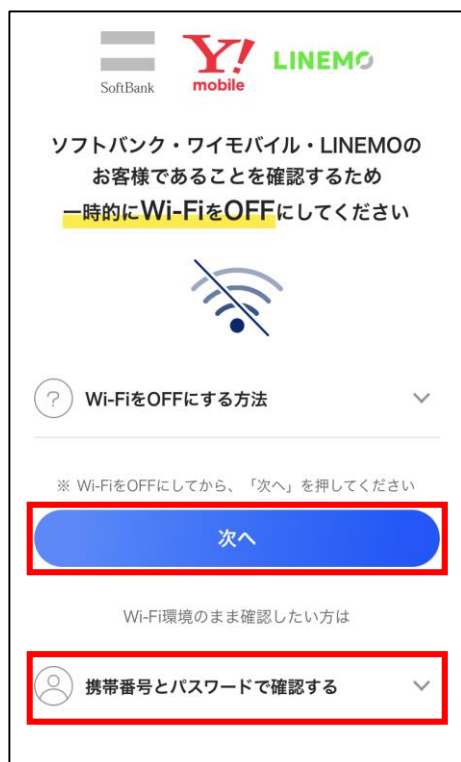 SoftBank
Y!
mobile
LINEMO
ソフトバンク・ワイモバイル・LINEMOの
お客様であることを確認するため
一時的にWi-FiをOFFにしてください
? Wi-FiをOFFにする方法
※ Wi-FiをOFFにしてから、「次へ」を押してください
次へ
Wi-Fi環境のまま確認したい方は
携帯番号とパスワードで確認する